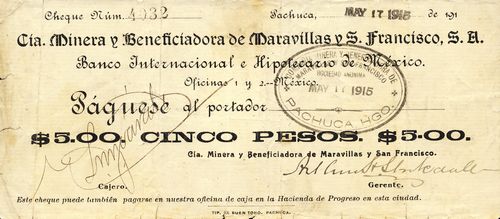 Cheque Núm. 4032 Pachuca, MAY 17 1915 de 191
Cía. Minera y Beneficiadora de Maravillas y S. Francisco, S. A.
Banco Internacional e Hipotecario de México.
Oficinas 1 y 2.—México.
Páguese al portador
SOCIEDAD ANONIMA
MAY 17 1915
PACHUCA HGO.
$5.00. CINCO PESOS. $5.00.
Cía. Minera y Beneficiadora de Maravillas y San Francisco.
Cajero. Gerente.
Este cheque puede también pagarse en nuestra oficina de caja en la Hacienda de Progreso en esta ciudad.
TIP. "EL BUEN TONO. PACHUCA.